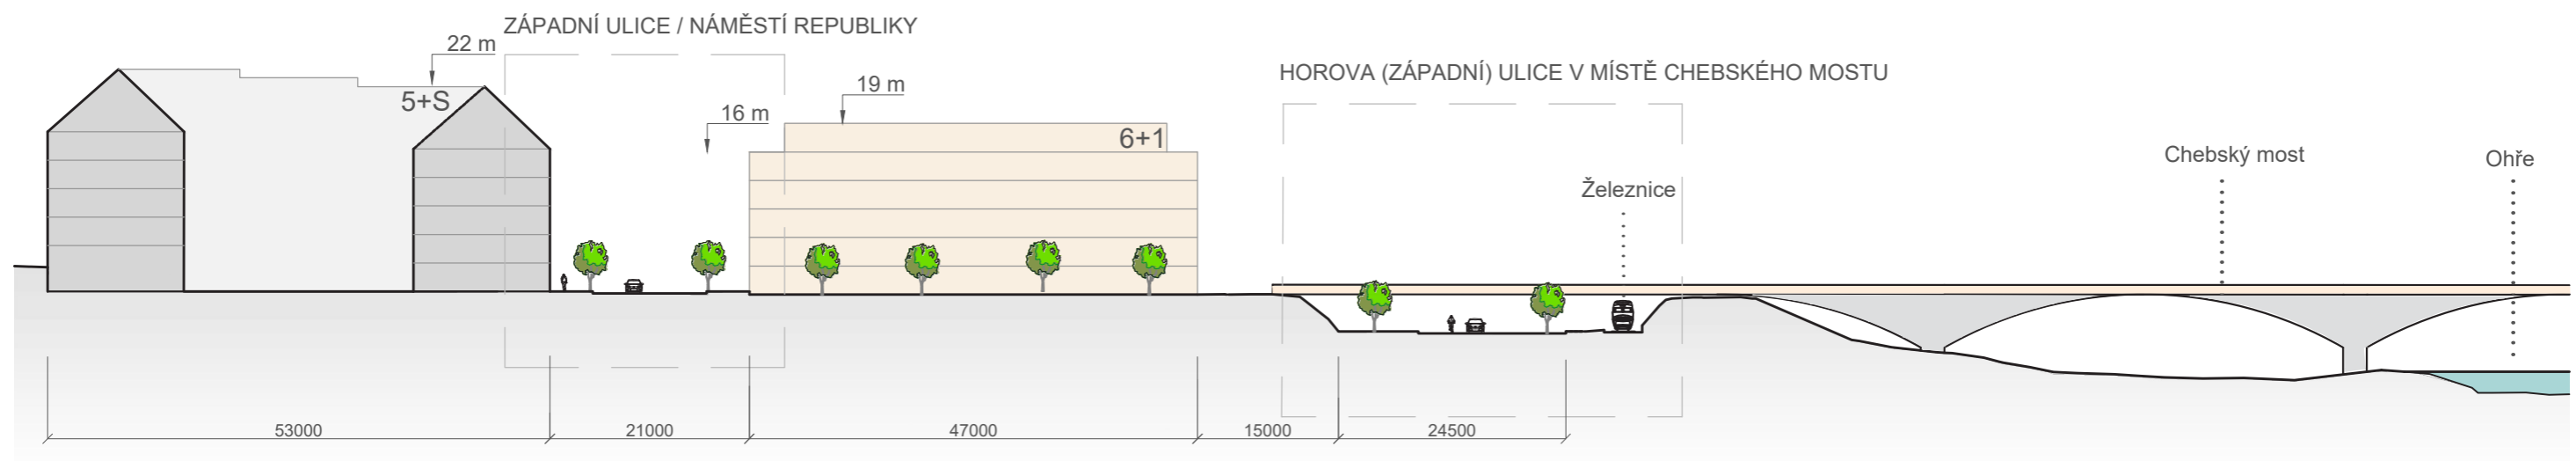 ZÁPADNÍ ULICE / NÁMĚSTÍ REPUBLIKY
22 m
5+S
16 m
19 m
6+1
HOROVA (ZÁPADNÍ) ULICE V MÍSTĚ CHEBSKÉHO MOSTU
Železnice
Chebský most
Ohře
53000
21000
47000
15000
24500